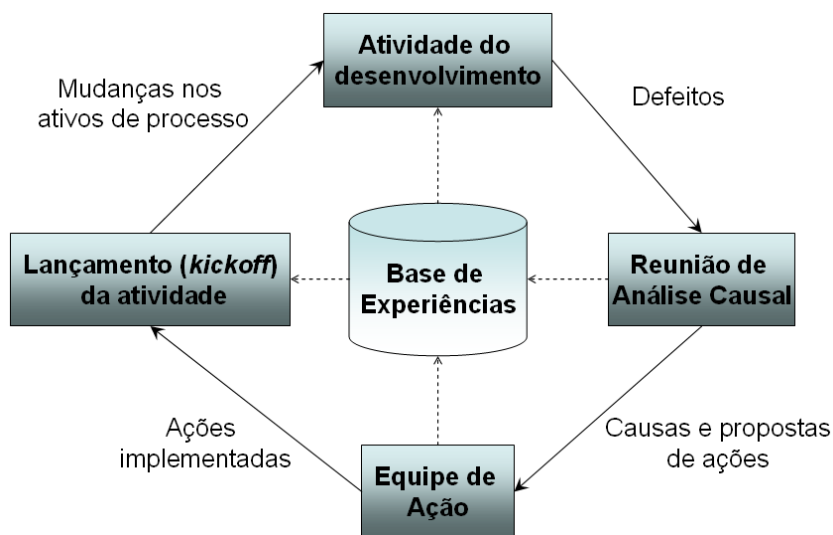 Atividade do
desenvolvimento
Mudanças nos
ativos de processo
Defeitos
Lançamento (kickoff)
da atividade
Base de
Experiências
Reunião de
Análise Causal
Ações
implementadas
Causas e propostas
de ações
Equipe de
Ação